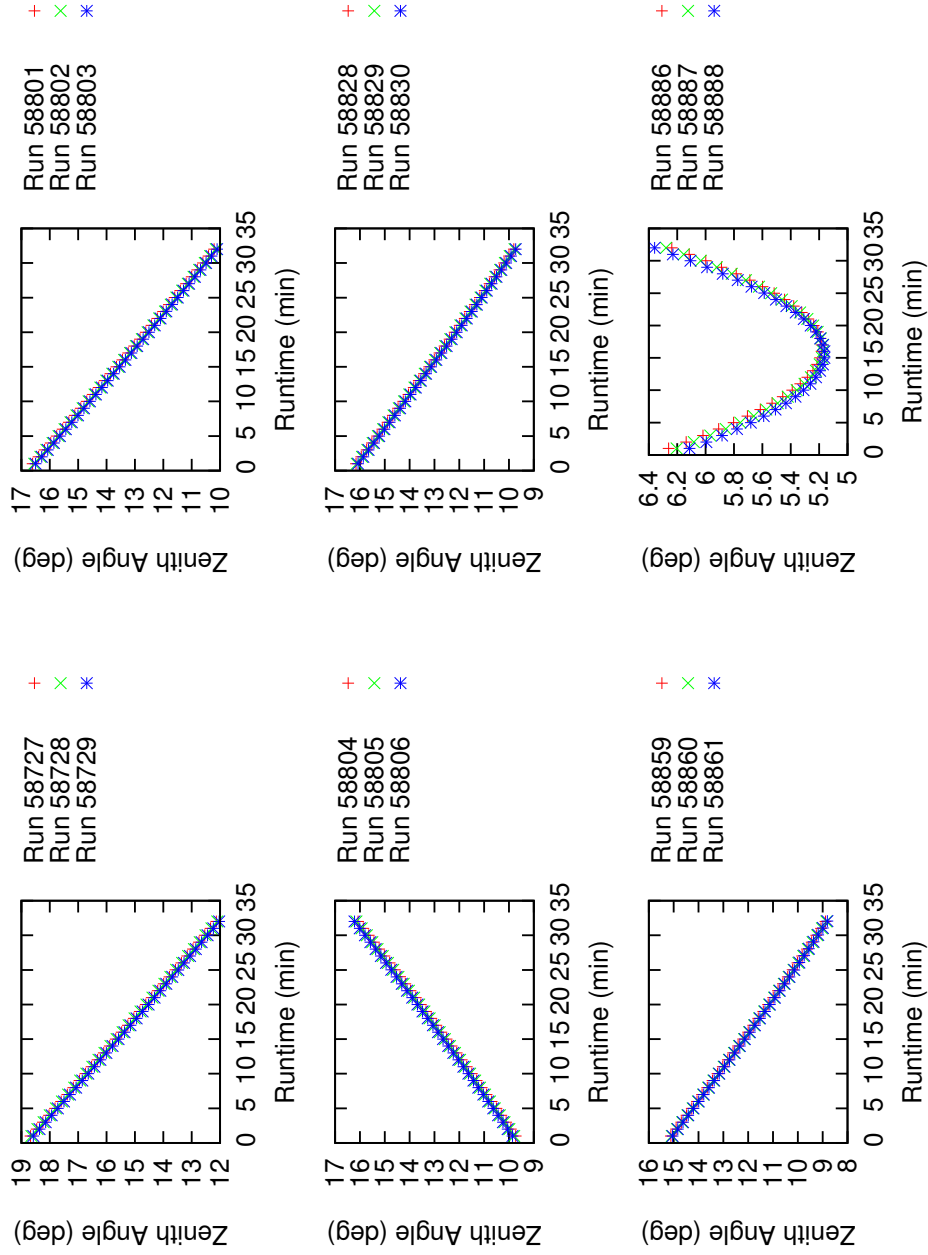 Run 58801
Run 58802
Run 58803
17
16
15
14
13
12
11
10
0 5 10 15 20 25 30 35
Zenith Angle (deg)
Runtime (min)
Run 58828
Run 58829
Run 58830
17
16
15
14
13
12
11
10
9
0 5 10 15 20 25 30 35
Zenith Angle (deg)
Runtime (min)
Run 58886
Run 58887
Run 58888
6.4
6.2
6
5.8
5.6
5.4
5.2
5
0 5 10 15 20 25 30 35
Zenith Angle (deg)
Runtime (min)
Run 58727
Run 58728
Run 58729
19
18
17
16
15
14
13
12
0 5 10 15 20 25 30 35
Zenith Angle (deg)
Runtime (min)
Run 58804
Run 58805
Run 58806
17
16
15
14
13
12
11
10
9
0 5 10 15 20 25 30 35
Zenith Angle (deg)
Runtime (min)
Run 58859
Run 58860
Run 58861
16
15
14
13
12
11
10
9
8
0 5 10 15 20 25 30 35
Zenith Angle (deg)
Runtime (min)